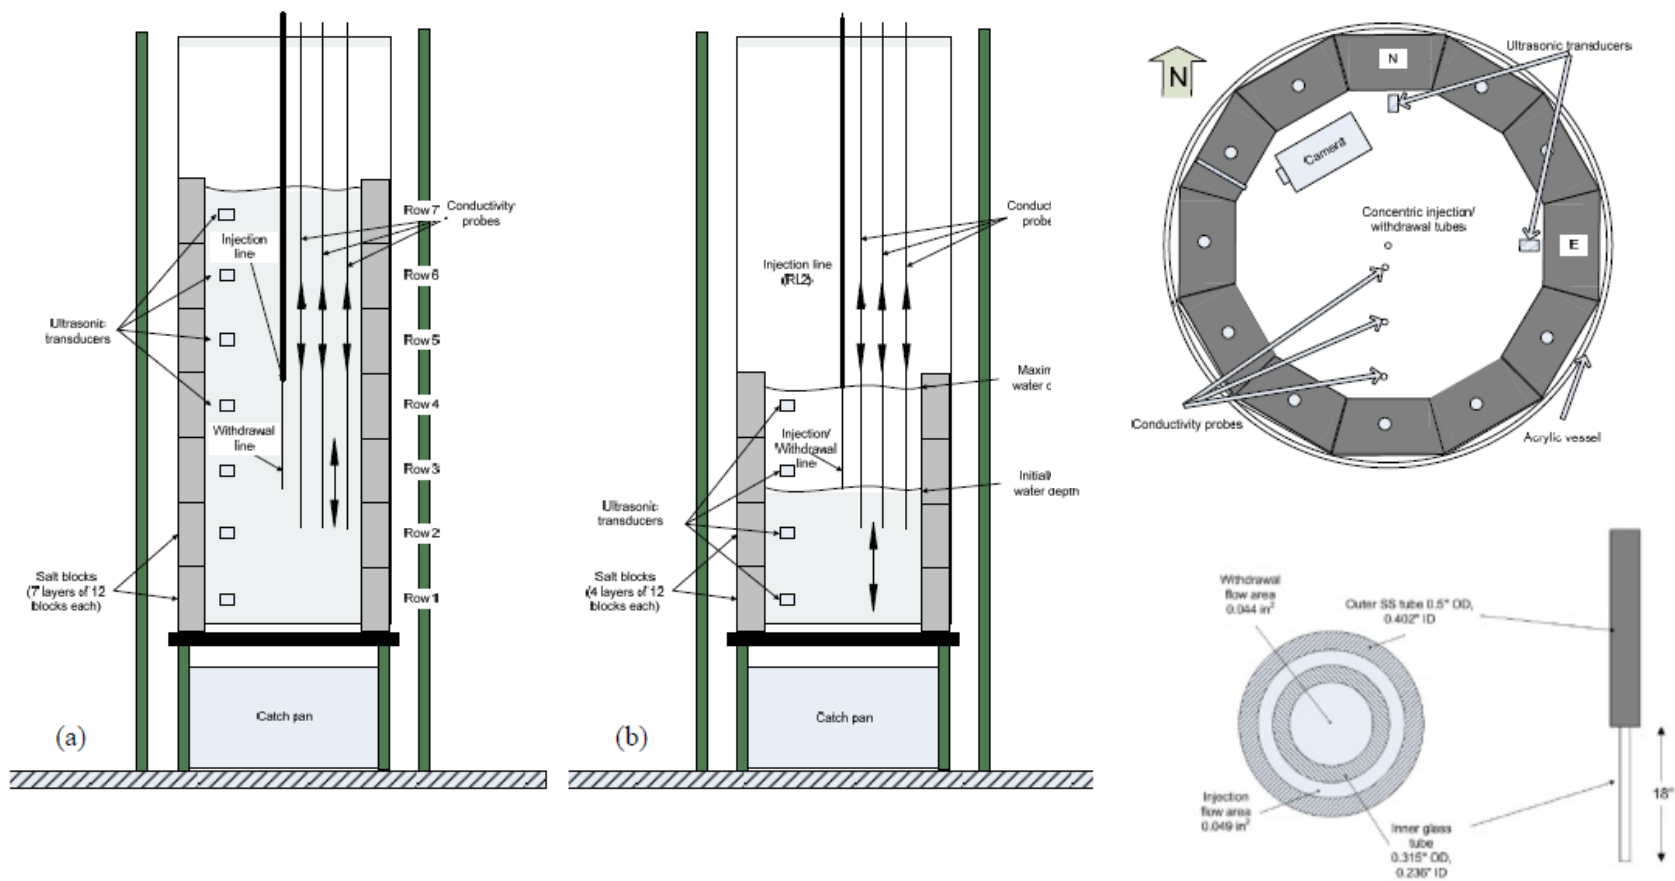 Row 7
Conductivity
probes
Injection
line
Row 6
Ultrasonic
transducers
Row 5
Row 4
Withdrawal
line
Row 3
Row 2
Salt blocks
(7 layers of 12
blocks each)
Row 1
Catch pan
(a)
Conduct
probe
Injection line
(RL2)
Maxim
water d
Injection/
Withdrawal
line
Initial
water depth
Ultrasonic
transducers
Salt blocks
(4 layers of 12
blocks each)
Catch pan
(b)
N
N
Ultrasonic transducers
Camera
Concentric injection/
withdrawal tubes
E
Conductivity probes
Acrylic vessel
Withdrawal
flow area
0.044 in²
Outer SS tube 0.5" OD,
0.402" ID
Injection
flow area
0.049 in²
Inner glass
tube
0.315" OD,
0.236" ID
18"